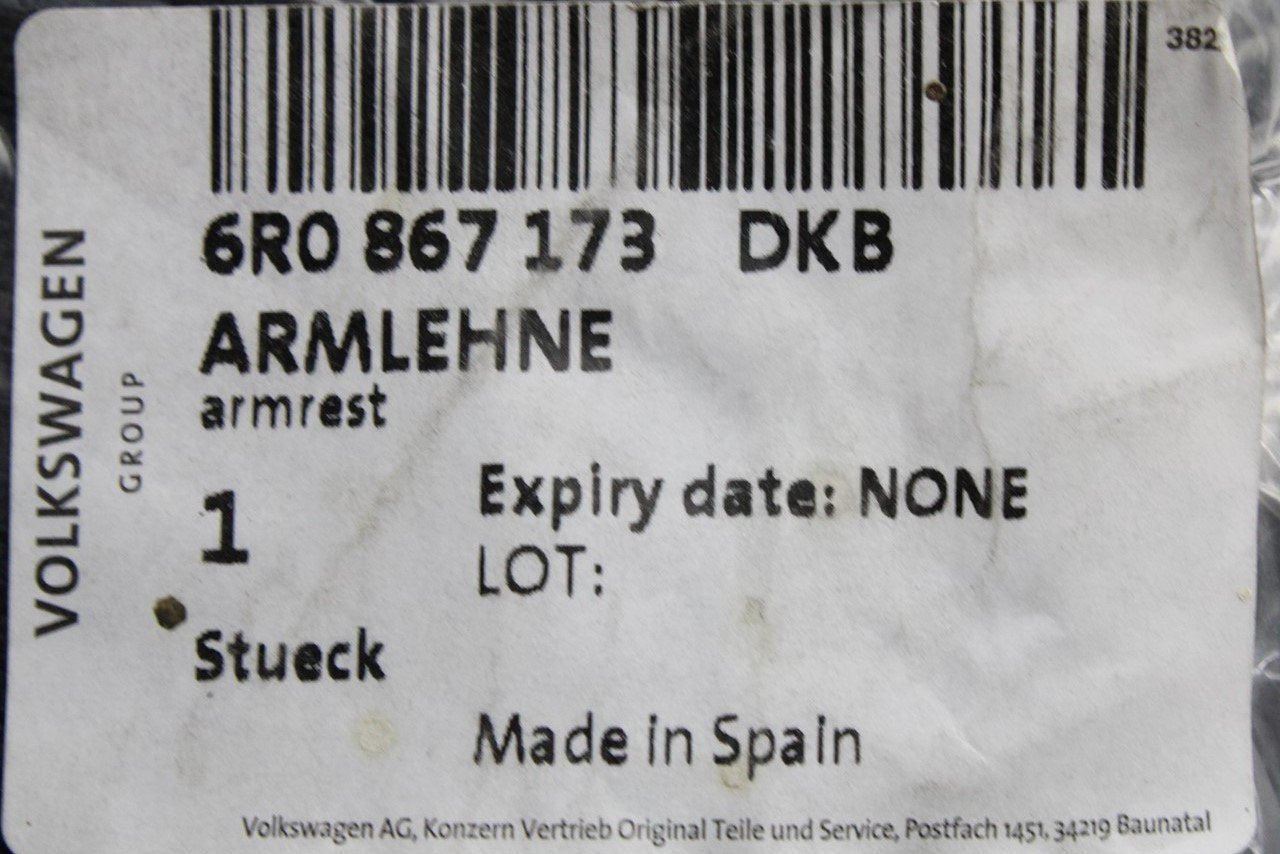 382
6R0 867 173 DKB
ARMLEHNE
armrest
1
Expiry date: NONE
LOT:
Stueck
Made in Spain
VOLKSWAGEN
GROUP
Volkswagen AG, Konzern Vertrieb Original Teile und Service, Postfach 1451, 34219 Baunatal